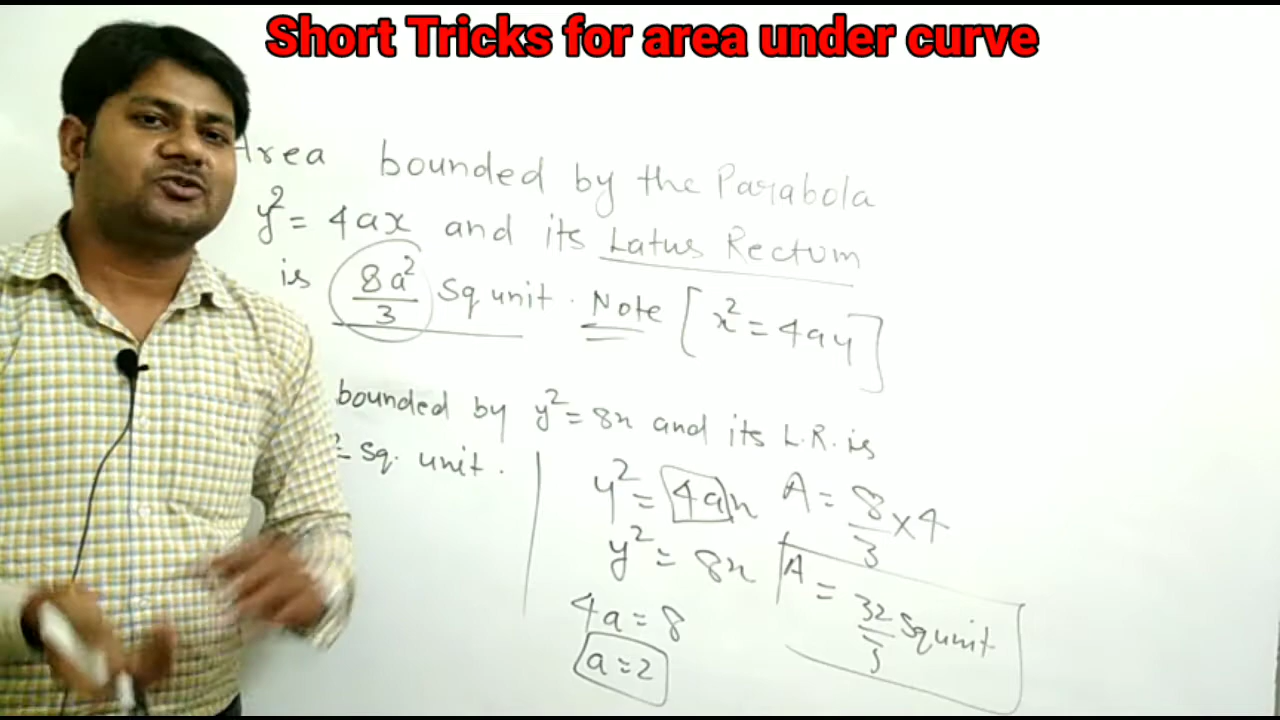 Short Tricks for area under curve
Area bounded by the Parabola
y² = 4ax and its Latus Rectum
is 8a²/3 Sq unit. Note [x² = 4ay]
bounded by y² = 8x and its L.R. is
sq. unit.
y² = 4ax
y² = 8x
4a = 8
a = 2
A = 8/3 × 4
A = 32/3 Sq unit